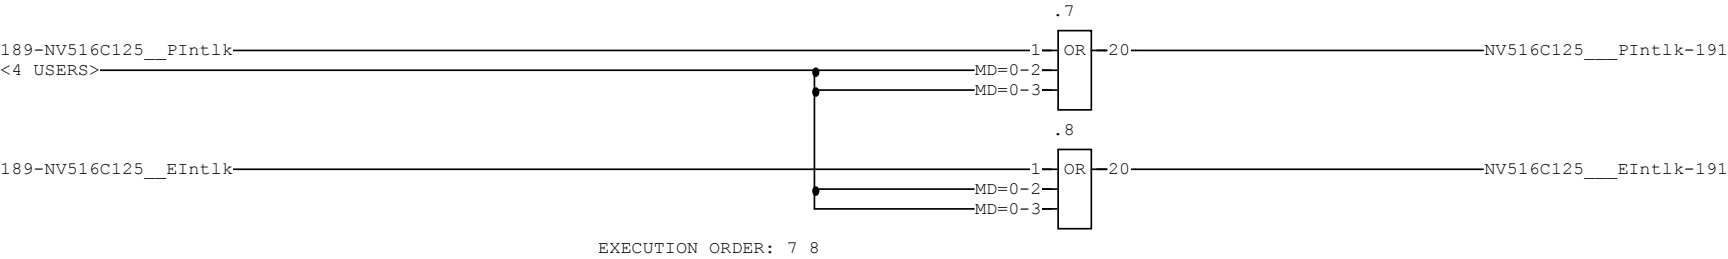 .7
189-NV516C125__PIntlk 1 OR 20 NV516C125___PIntlk-191
<4 USERS> MD=0-2
MD=0-3
.8
189-NV516C125__EIntlk 1 OR 20 NV516C125___EIntlk-191
MD=0-2
MD=0-3
EXECUTION ORDER: 7 8